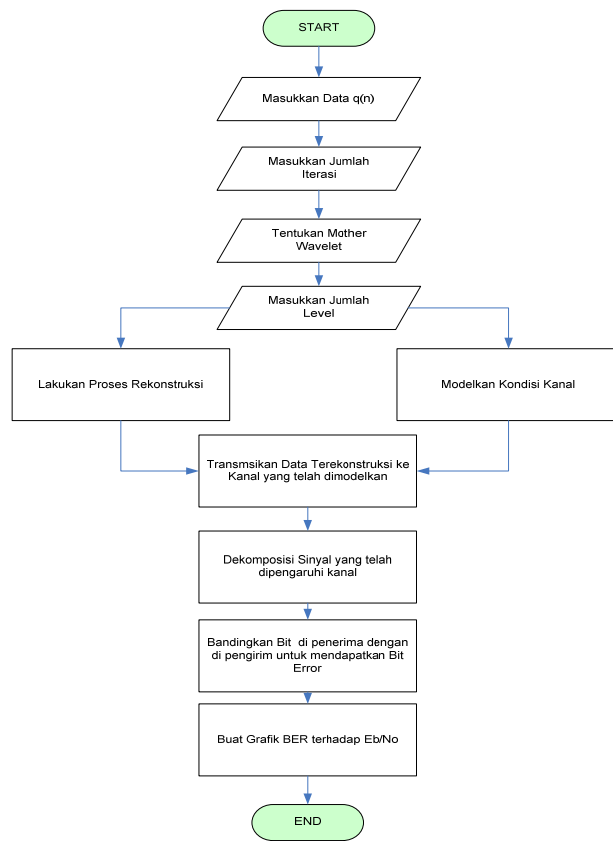 START
Masukkan Data q(n)
Masukkan Jumlah
Iterasi
Tentukan Mother
Wavelet
Masukkan Jumlah
Level
Lakukan Proses Rekonstruksi
Modelkan Kondisi Kanal
Transmsikan Data Terekonstruksi ke
Kanal yang telah dimodelkan
Dekomposisi Sinyal yang telah
dipengaruhi kanal
Bandingkan Bit di penerima dengan
di pengirim untuk mendapatkan Bit
Error
Buat Grafik BER terhadap Eb/No
END